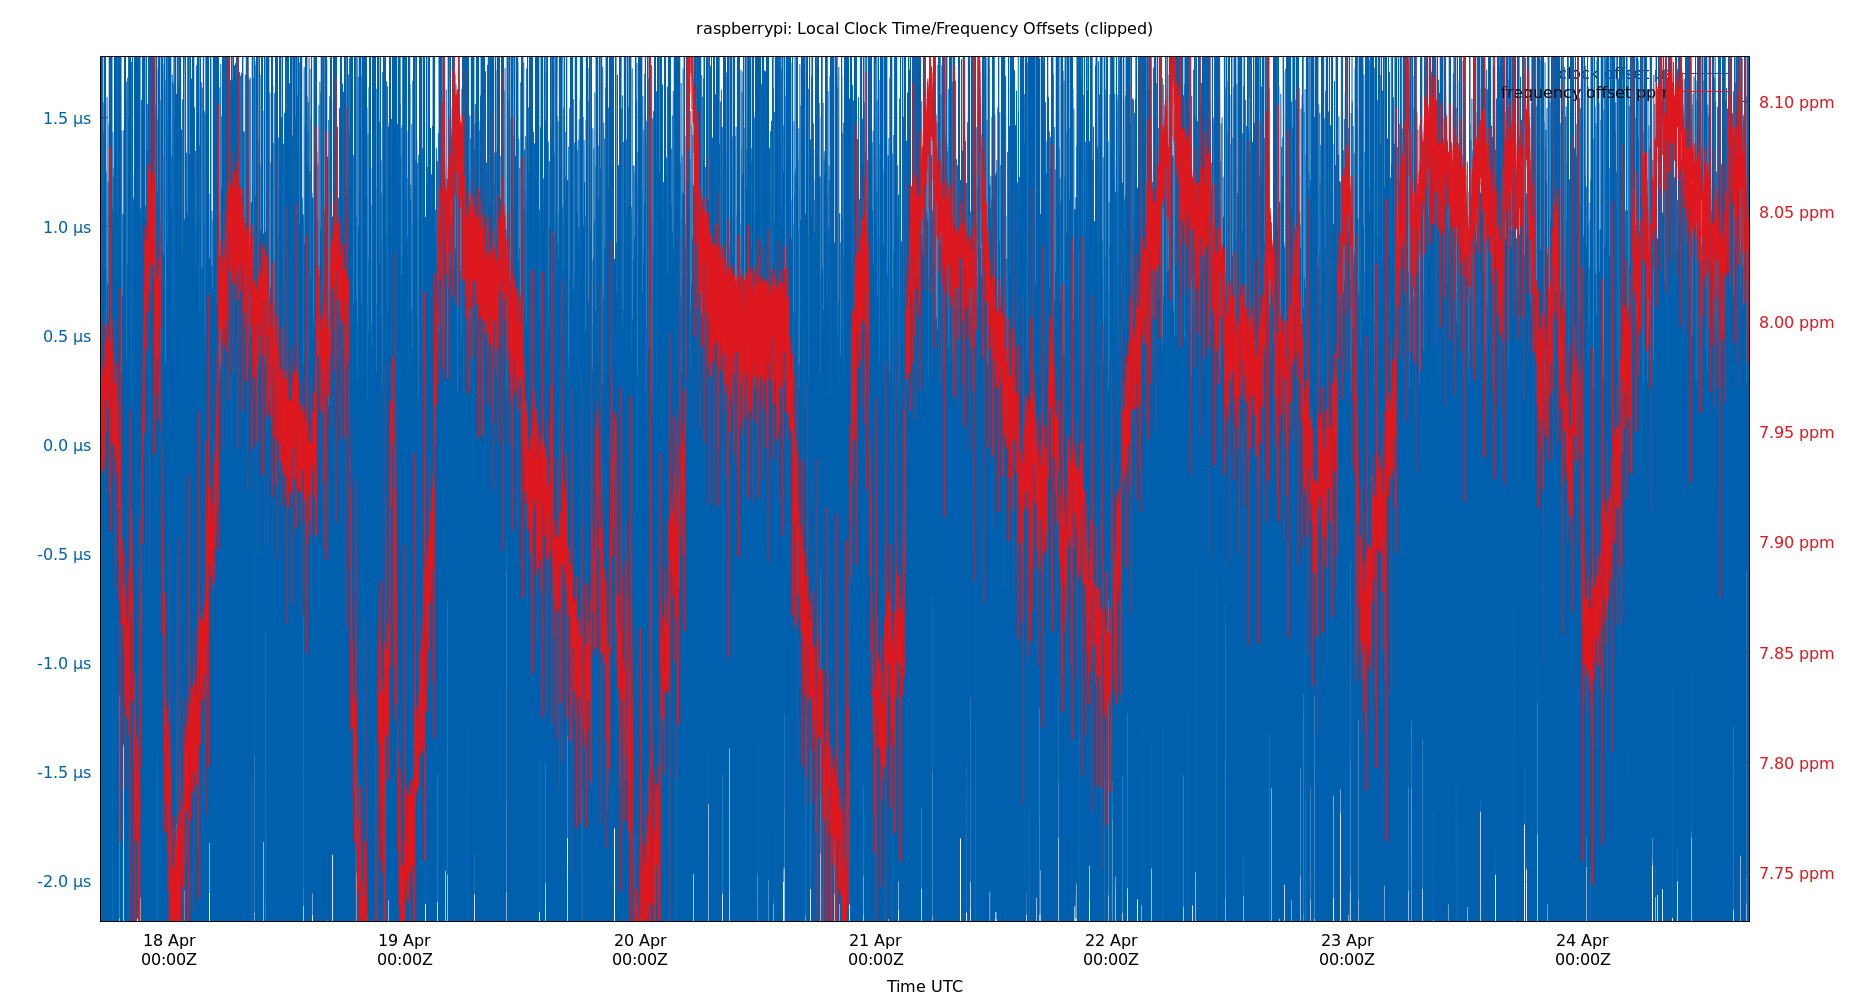 raspberrypi: Local Clock Time/Frequency Offsets (clipped)
clock offset µs
frequency offset ppm
1.5 µs
1.0 µs
0.5 µs
0.0 µs
-0.5 µs
-1.0 µs
-1.5 µs
-2.0 µs
8.10 ppm
8.05 ppm
8.00 ppm
7.95 ppm
7.90 ppm
7.85 ppm
7.80 ppm
7.75 ppm
18 Apr
00:00Z
19 Apr
00:00Z
20 Apr
00:00Z
21 Apr
00:00Z
22 Apr
00:00Z
23 Apr
00:00Z
24 Apr
00:00Z
Time UTC